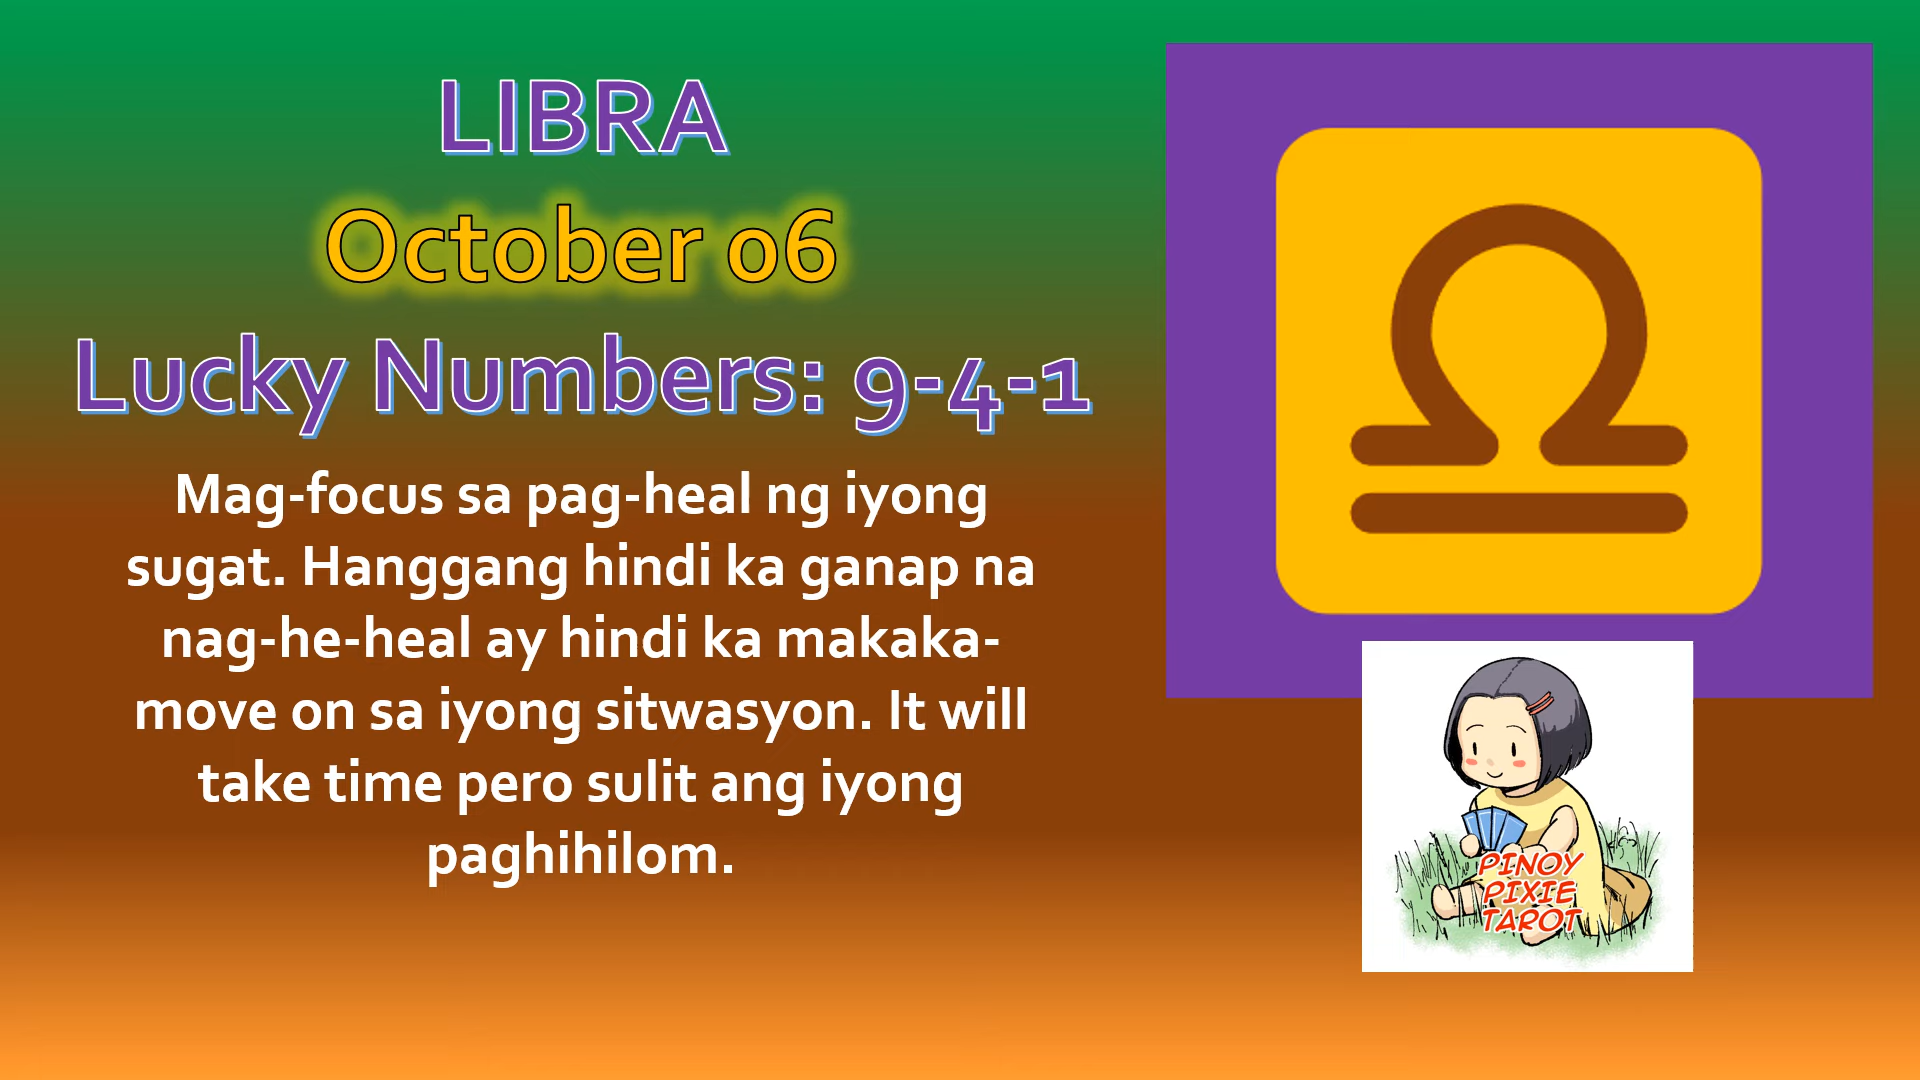 LIBRA
October 06
Lucky Numbers: 9-4-1
Mag-focus sa pag-heal ng iyong
sugat. Hanggang hindi ka ganap na
nag-he-heal ay hindi ka makaka-
move on sa iyong sitwasyon. It will
take time pero sulit ang iyong
paghihilom.
PINOY
PIXIE
TAROT